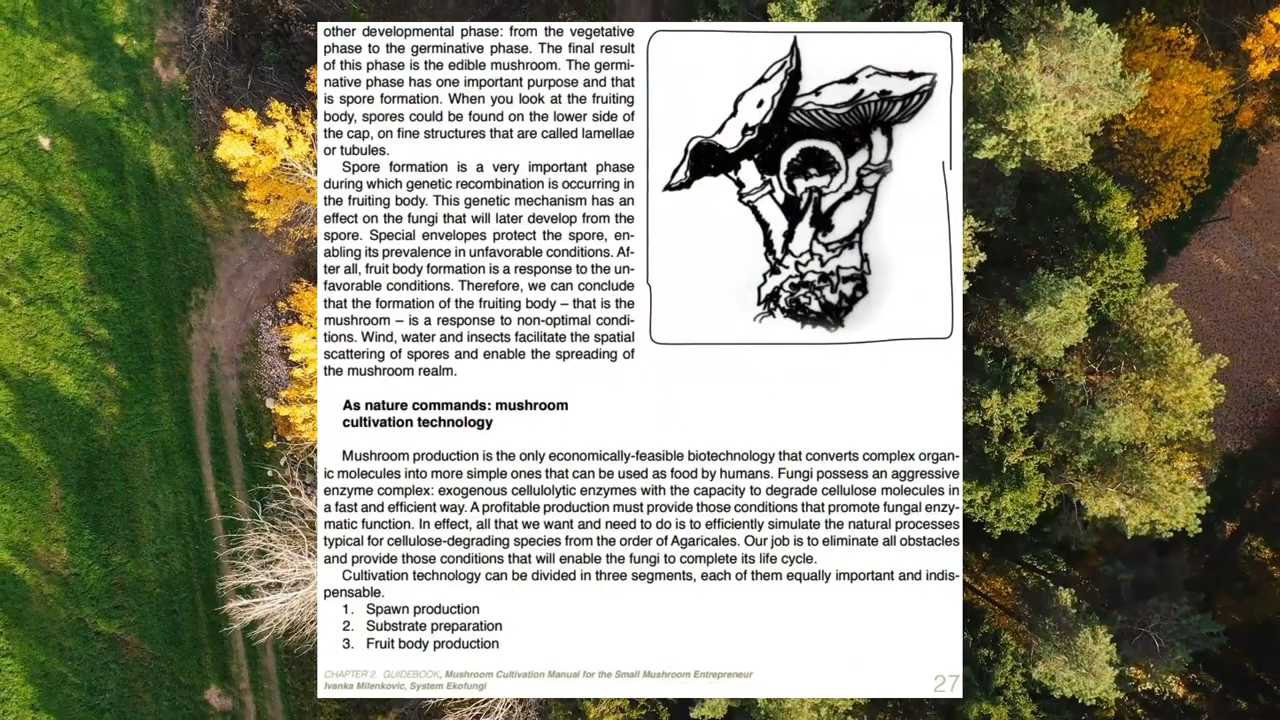 other developmental phase: from the vegetative
phase to the germinative phase. The final result
of this phase is the edible mushroom. The germi-
native phase has one important purpose and that
is spore formation. When you look at the fruiting
body, spores could be found on the lower side of
the cap, on fine structures that are called lamellae
or tubules.
Spore formation is a very important phase
during which genetic recombination is occurring in
the fruiting body. This genetic mechanism has an
effect on the fungi that will later develop from the
spore. Special envelopes protect the spore, en-
abling its prevalence in unfavorable conditions. Af-
ter all, fruit body formation is a response to the un-
favorable conditions. Therefore, we can conclude
that the formation of the fruiting body – that is the
mushroom – is a response to non-optimal condi-
tions. Wind, water and insects facilitate the spatial
scattering of spores and enable the spreading of
the mushroom realm.
As nature commands: mushroom
cultivation technology
Mushroom production is the only economically-feasible biotechnology that converts complex organ-
ic molecules into more simple ones that can be used as food by humans. Fungi possess an aggressive
enzyme complex: exogenous cellulolytic enzymes with the capacity to degrade cellulose molecules in
a fast and efficient way. A profitable production must provide those conditions that promote fungal enzy-
matic function. In effect, all that we want and need to do is to efficiently simulate the natural processes
typical for cellulose-degrading species from the order of Agaricales. Our job is to eliminate all obstacles
and provide those conditions that will enable the fungi to complete its life cycle.
Cultivation technology can be divided in three segments, each of them equally important and indis-
pensable.
1. Spawn production
2. Substrate preparation
3. Fruit body production
CHAPTER 2 GUIDEBOOK, Mushroom Cultivation Manual for the Small Mushroom Entrepreneur
Ivanka Milenkovic, System Ekofungi
27